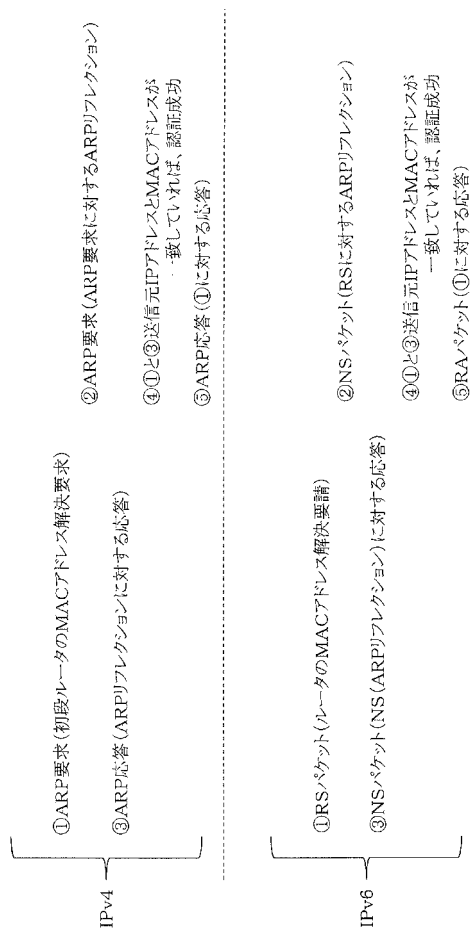 IPv4
①ARP要求(初段ルータのMACアドレス解決要求)
②ARP要求(ARP要求に対するARPリフレクション)
③ARP応答(ARPリフレクションに対する応答)
④①と③送信元IPアドレスとMACアドレスが
一致していれば、認証成功
⑤ARP応答(①に対する応答)
IPv6
①RSパケット(ルータのMACアドレス解決要請)
②NSパケット(RSに対するARPリフレクション)
③NSパケット(NS(ARPリフレクション)に対する応答)
④①と③送信元IPアドレスとMACアドレスが
一致していれば、認証成功
⑤RAパケット(①に対する応答)